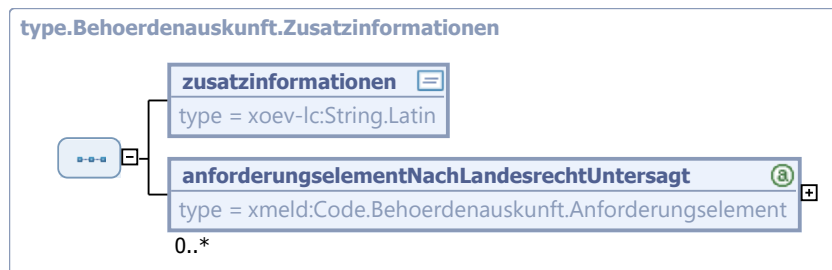 type.Behoerdenauskunft.Zusatzinformationen
zusatzinformationen
type = xoev-lc:String.Latin
anforderungselementNachLandesrechtUntersagt
type = xmeld:Code.Behoerdenauskunft.Anforderungselement
0..*